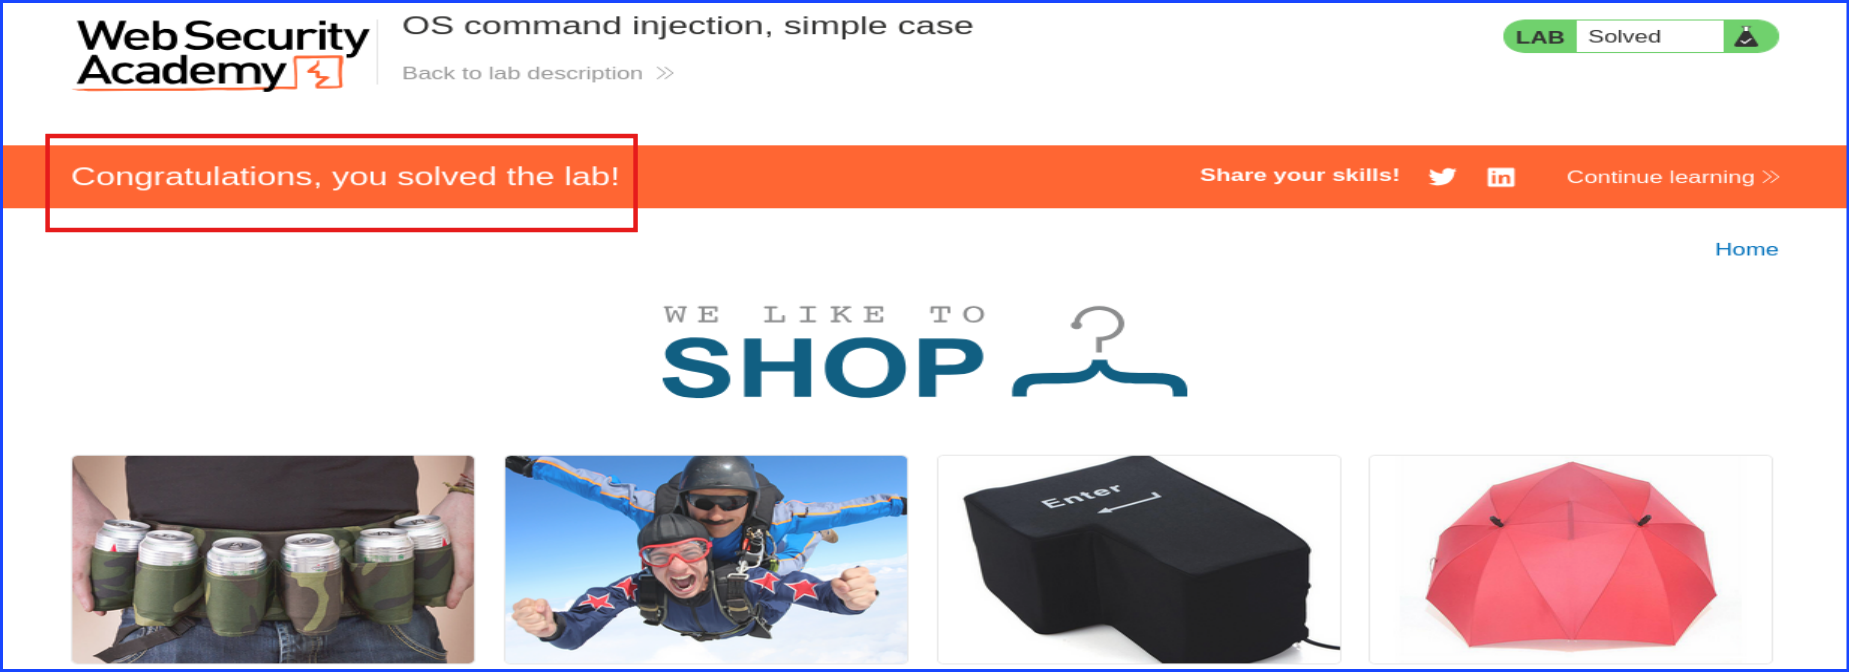 Web Security
Academy
OS command injection, simple case
Back to lab description
LAB Solved
Congratulations, you solved the lab!
Share your skills!
in
Continue learning
Home
WE LIKE TO
SHOP
Enter